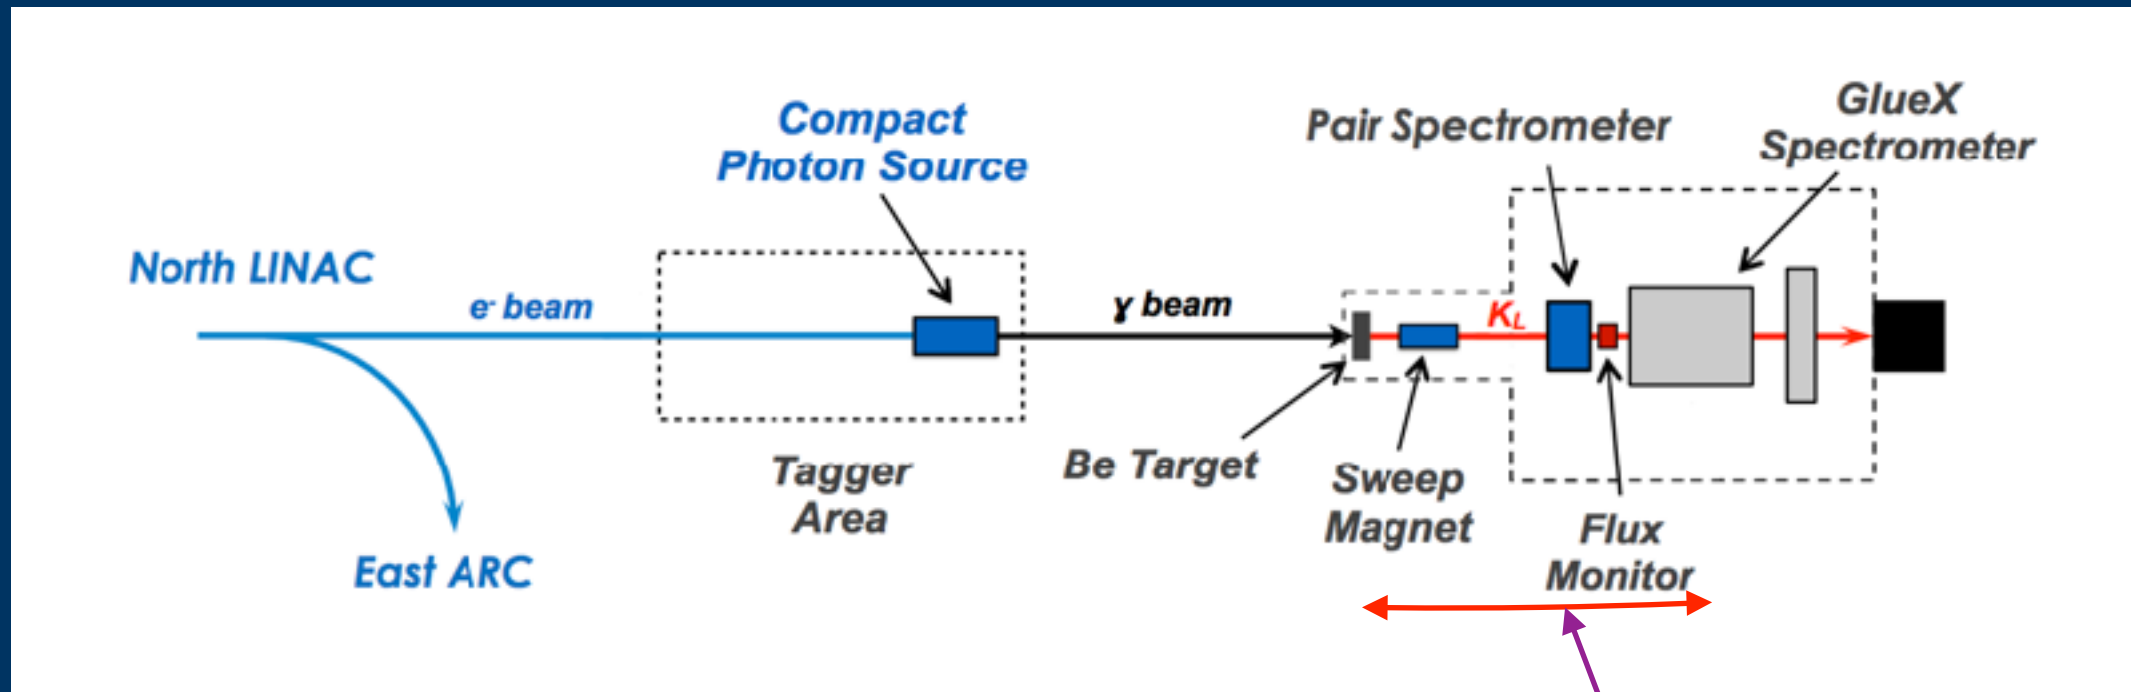 Compact
Photon Source
Pair Spectrometer
GlueX
Spectrometer
North LINAC
e- beam
γ beam
KL
Tagger
Area
Be Target
Sweep
Magnet
Flux
Monitor
East ARC